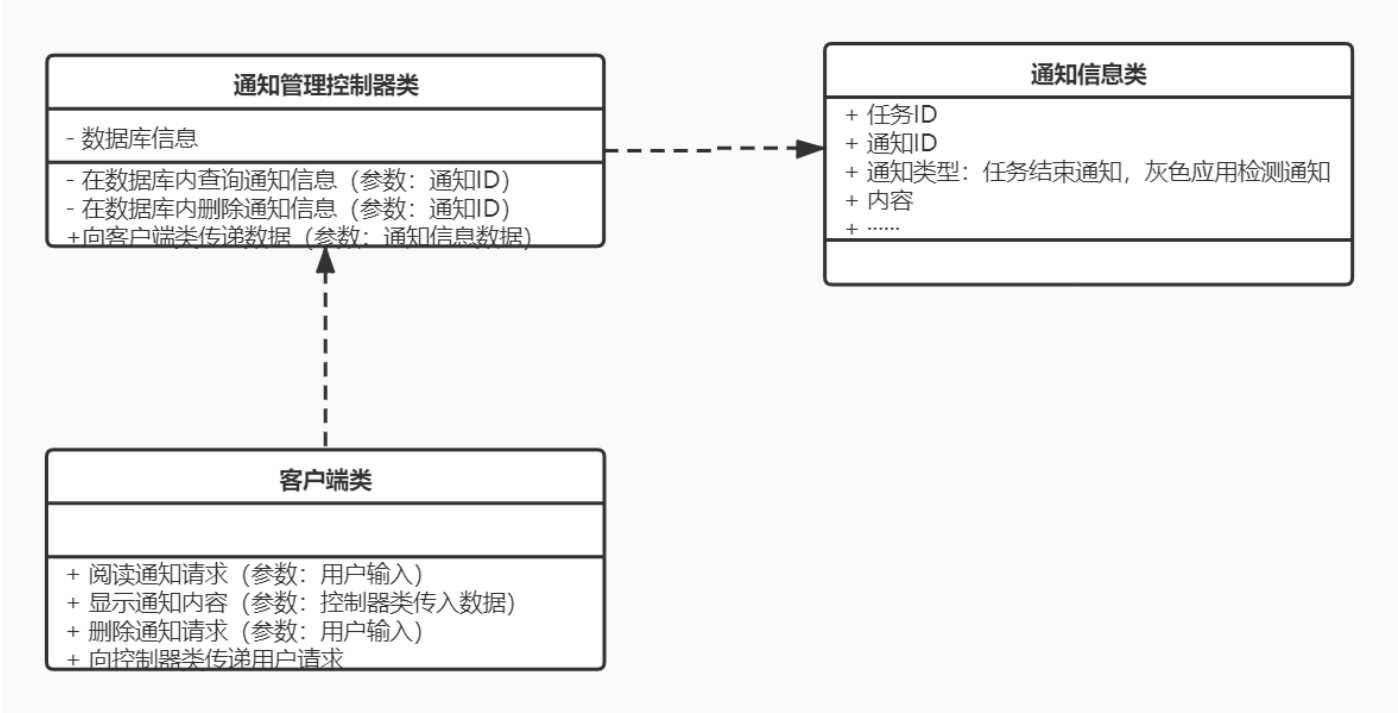 通知管理控制器类
- 数据库信息
- 在数据库内查询通知信息（参数：通知ID）
- 在数据库内删除通知信息（参数：通知ID）
+向客户端类传递数据（参数：通知信息数据）
通知信息类
+ 任务ID
+ 通知ID
+ 通知类型：任务结束通知，灰色应用检测通知
+ 内容
+ ······
客户端类
+ 阅读通知请求（参数：用户输入）
+ 显示通知内容（参数：控制器类传入数据）
+ 删除通知请求（参数：用户输入）
+ 向控制器类传递用户请求